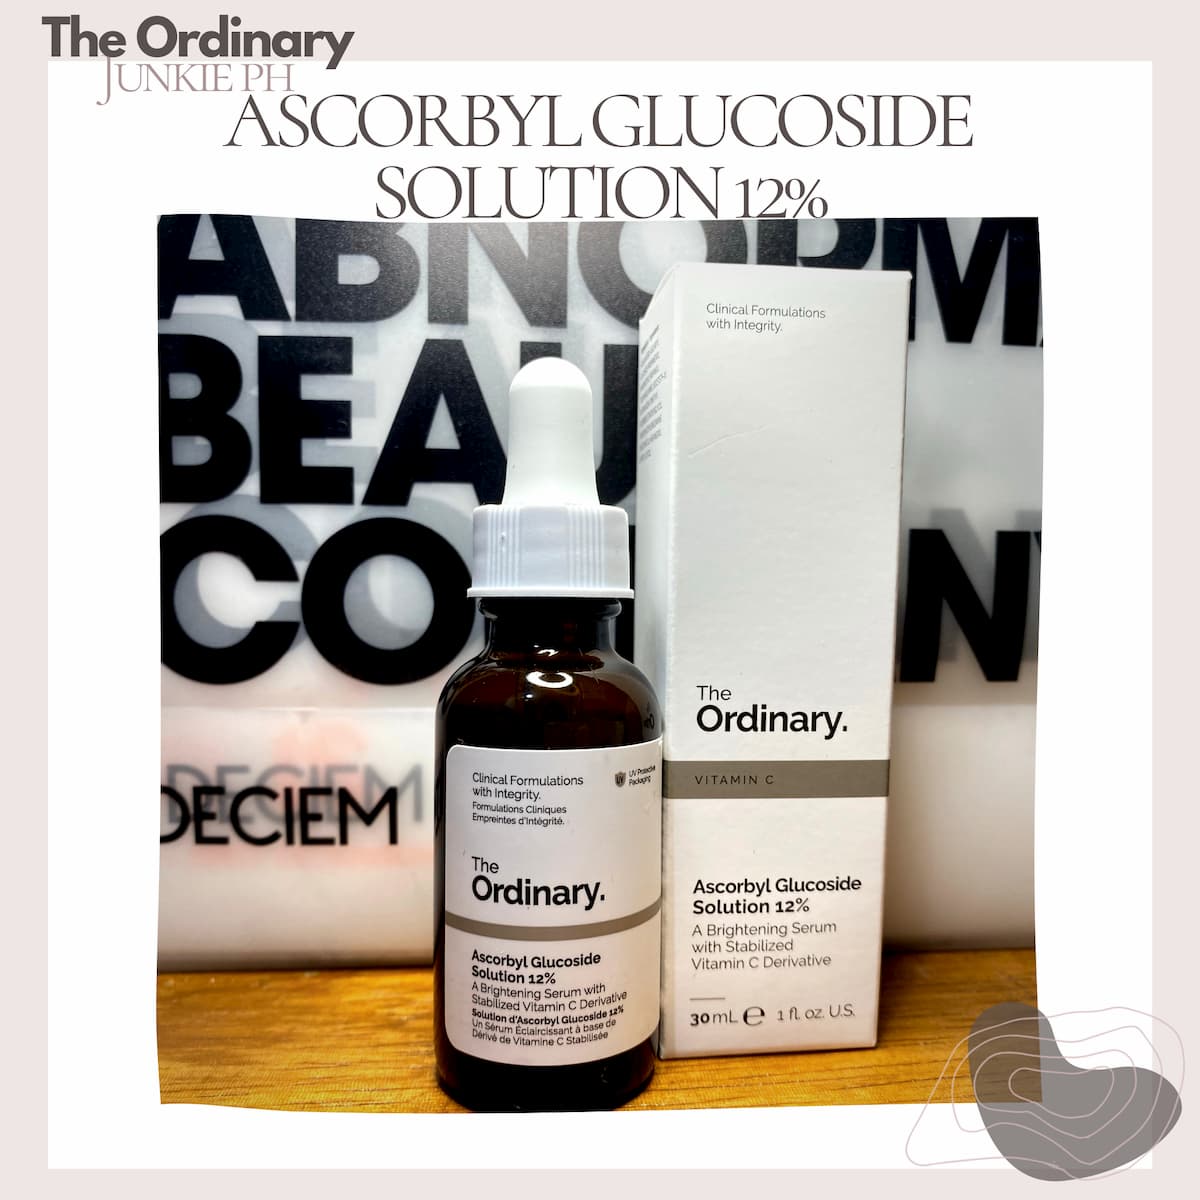 The Ordinary
JUNKIE PH
ASCORBYL GLUCOSIDE
SOLUTION 12%
ABNORMA
BEAU
CO N
DECIEM
DECIEM
Clinical Formulations
with Integrity.
The
Ordinary.
VITAMIN C
Ascorbyl Glucoside
Solution 12%
A Brightening Serum
with Stabilized
Vitamin C Derivative
30 mL e 1 fl. oz. U.S.
Clinical Formulations
with Integrity.
Formulations Cliniques
Empreintes d'Intégrité.
UV
UV Protective
Packaging
The
Ordinary.
Ascorbyl Glucoside
Solution 12%
A Brightening Serum with
Stabilized Vitamin C Derivative
Solution d'Ascorbyl Glucoside 12%
Un Sérum Éclaircissant à base de
Dérivé de Vitamine C Stabilisée